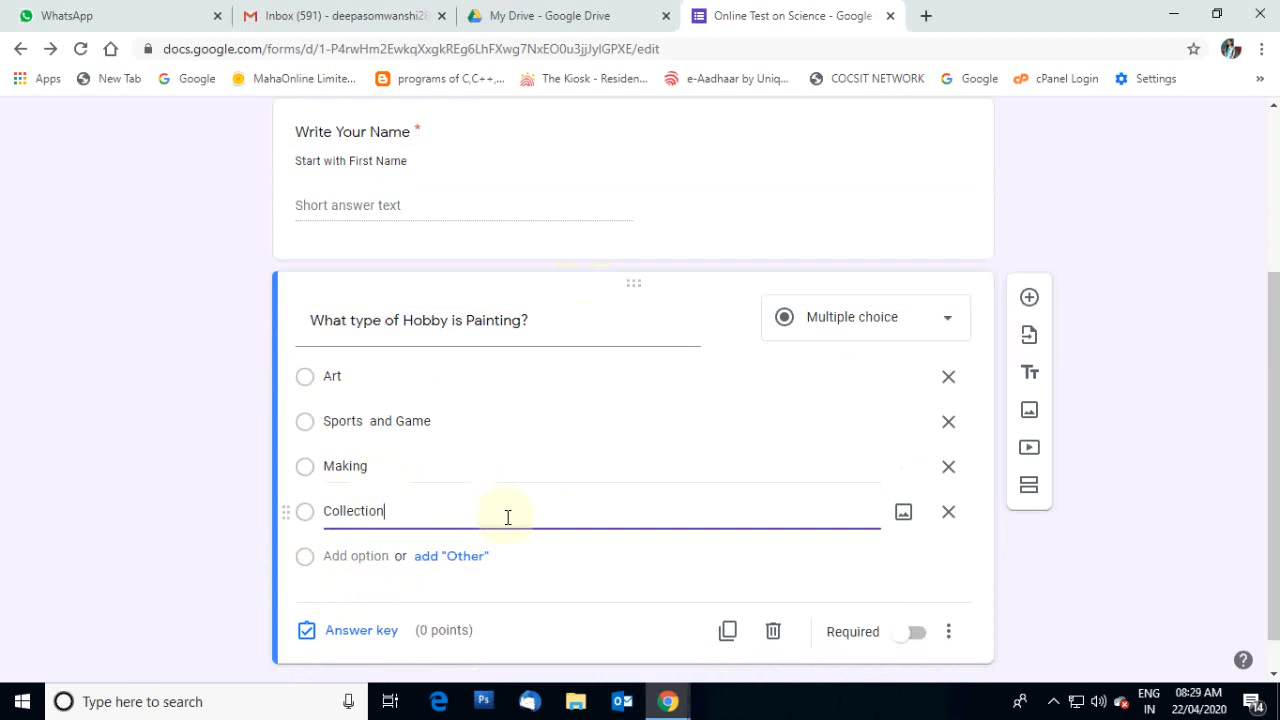 WhatsApp
Inbox (591) - deepasomwanshi2
My Drive - Google Drive
Online Test on Science - Google
docs.google.com/forms/d/1-P4rwHm2EwkqXxgkREg6LhFXwg7NxEO0u3jjJyIGPXE/edit
Apps
New Tab
Google
MahaOnline Limite...
programs of C,C++,...
The Kiosk - Residen...
e-Aadhaar by Uniq...
COCSIT NETWORK
Google
cPanel Login
Settings
Write Your Name *
Start with First Name
Short answer text
What type of Hobby is Painting?
Multiple choice
Art
Sports and Game
Making
Collection
Add option or add "Other"
Answer key (0 points)
Required
Type here to search
ENG
IN
08:29 AM
22/04/2020
14